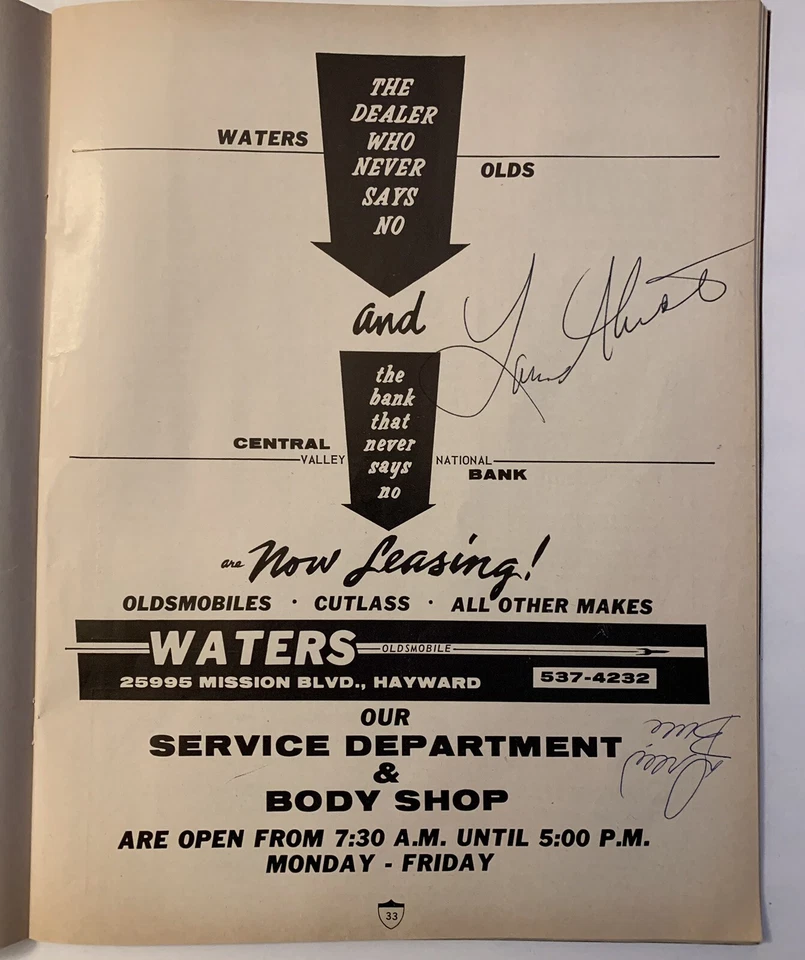 THE
DEALER
WHO
NEVER
SAYS
NO
WATERS
OLDS
and
the
bank
that
never
says
no
CENTRAL
VALLEY NATIONAL
BANK
are Now Leasing!
OLDSMOBILES · CUTLASS · ALL OTHER MAKES
WATERS OLDSMOBILE
25995 MISSION BLVD., HAYWARD 537-4232
OUR
SERVICE DEPARTMENT
&
BODY SHOP
ARE OPEN FROM 7:30 A.M. UNTIL 5:00 P.M.
MONDAY - FRIDAY
33